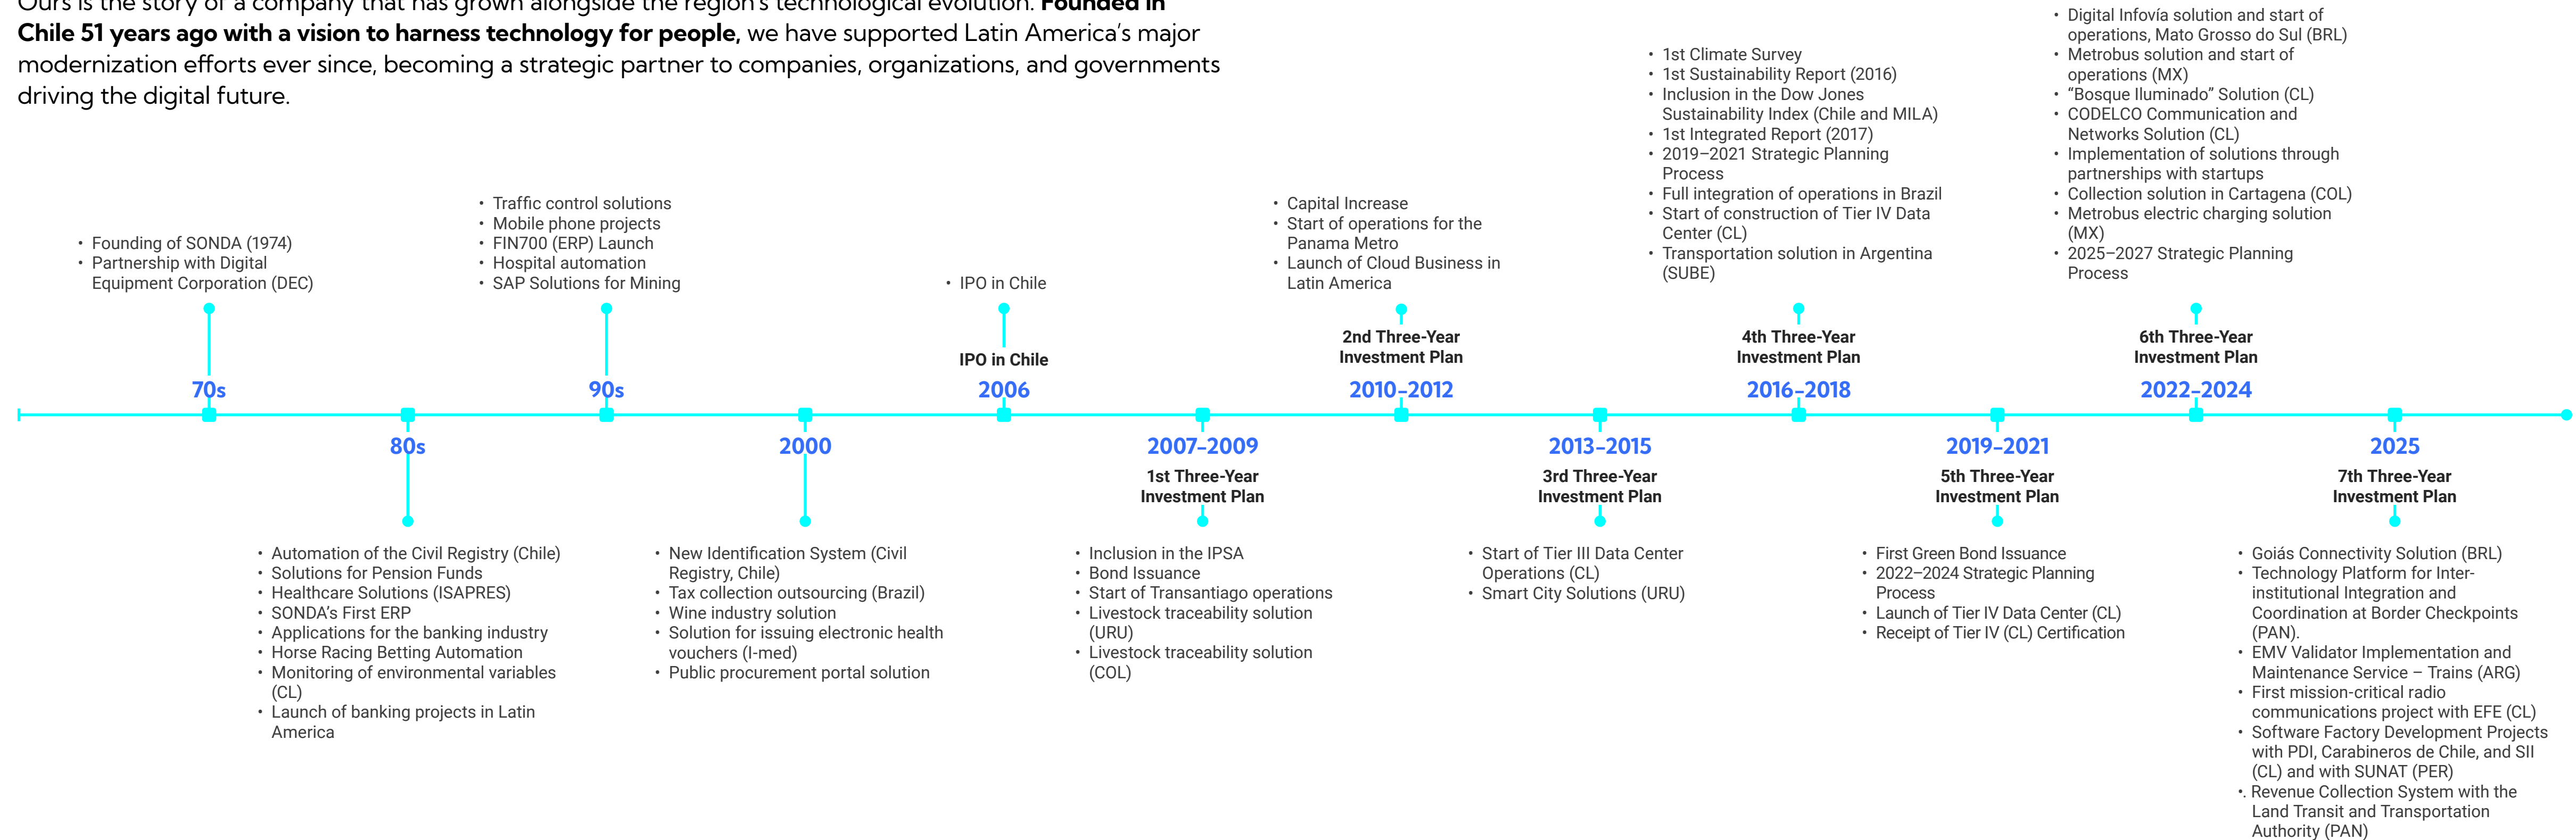 Ours is the story of a company that has grown alongside the region's technological evolution. Founded in
Chile 51 years ago with a vision to harness technology for people, we have supported Latin America's major
modernization efforts ever since, becoming a strategic partner to companies, organizations, and governments
driving the digital future.
• Founding of SONDA (1974)
• Partnership with Digital
Equipment Corporation (DEC)
70s
80s
• Automation of the Civil Registry (Chile)
• Solutions for Pension Funds
• Healthcare Solutions (ISAPRES)
• SONDA's First ERP
• Applications for the banking industry
• Horse Racing Betting Automation
• Monitoring of environmental variables
(CL)
• Launch of banking projects in Latin
America
• Traffic control solutions
• Mobile phone projects
• FIN700 (ERP) Launch
• Hospital automation
• SAP Solutions for Mining
90s
2000
• New Identification System (Civil
Registry, Chile)
• Tax collection outsourcing (Brazil)
• Wine industry solution
• Solution for issuing electronic health
vouchers (I-med)
• Public procurement portal solution
• IPO in Chile
IPO in Chile
2006
2007–2009
1st Three-Year
Investment Plan
• Inclusion in the IPSA
• Bond Issuance
• Start of Transantiago operations
• Livestock traceability solution
(URU)
• Livestock traceability solution
(COL)
• Capital Increase
• Start of operations for the
Panama Metro
• Launch of Cloud Business in
Latin America
2nd Three-Year
Investment Plan
2010–2012
2013–2015
3rd Three-Year
Investment Plan
• Start of Tier III Data Center
Operations (CL)
• Smart City Solutions (URU)
• 1st Climate Survey
• 1st Sustainability Report (2016)
• Inclusion in the Dow Jones
Sustainability Index (Chile and MILA)
• 1st Integrated Report (2017)
• 2019–2021 Strategic Planning
Process
• Full integration of operations in Brazil
• Start of construction of Tier IV Data
Center (CL)
• Transportation solution in Argentina
(SUBE)
4th Three-Year
Investment Plan
2016–2018
2019–2021
5th Three-Year
Investment Plan
• First Green Bond Issuance
• 2022–2024 Strategic Planning
Process
• Launch of Tier IV Data Center (CL)
• Receipt of Tier IV (CL) Certification
• Digital Infovía solution and start of
operations, Mato Grosso do Sul (BRL)
• Metrobus solution and start of
operations (MX)
• “Bosque Iluminado” Solution (CL)
• CODELCO Communication and
Networks Solution (CL)
• Implementation of solutions through
partnerships with startups
• Collection solution in Cartagena (COL)
• Metrobus electric charging solution
(MX)
• 2025–2027 Strategic Planning
Process
6th Three-Year
Investment Plan
2022–2024
2025
7th Three-Year
Investment Plan
• Goiás Connectivity Solution (BRL)
• Technology Platform for Inter-
institutional Integration and
Coordination at Border Checkpoints
(PAN).
• EMV Validator Implementation and
Maintenance Service – Trains (ARG)
• First mission-critical radio
communications project with EFE (CL)
• Software Factory Development Projects
with PDI, Carabineros de Chile, and SII
(CL) and with SUNAT (PER)
•. Revenue Collection System with the
Land Transit and Transportation
Authority (PAN)